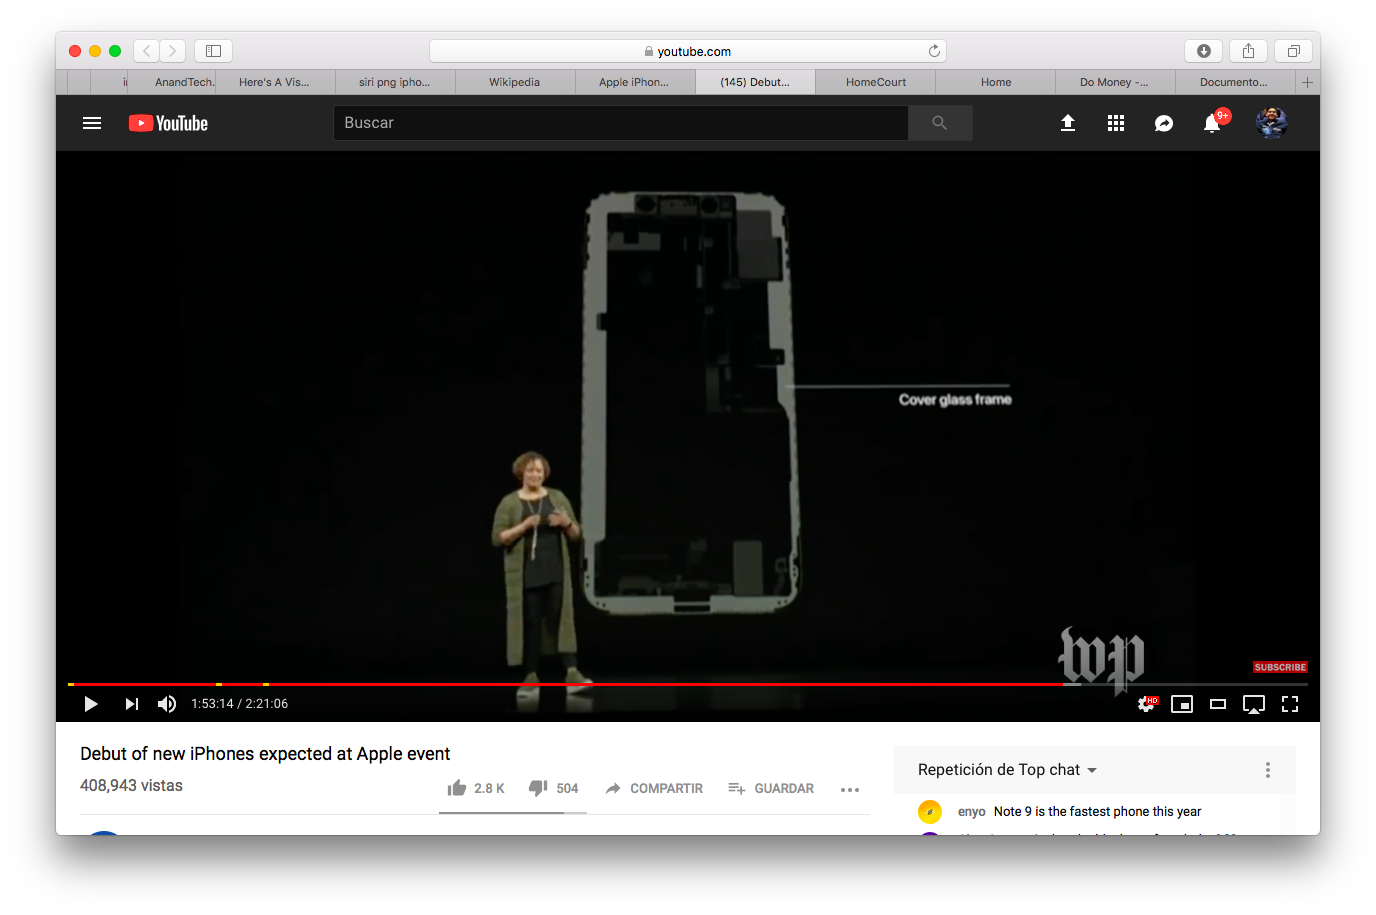 youtube.com
AnandTech.
Here's A Vis...
siri png ipho...
Wikipedia
Apple iPhon...
(145) Debut...
HomeCourt
Home
Do Money -...
Documento...
YouTube
Buscar
9+
Cover glass frame
wp
SUBSCRIBE
1:53:14 / 2:21:06
HD
Debut of new iPhones expected at Apple event
408,943 vistas
2.8 K
504
COMPARTIR
GUARDAR
Repetición de Top chat
enyo Note 9 is the fastest phone this year